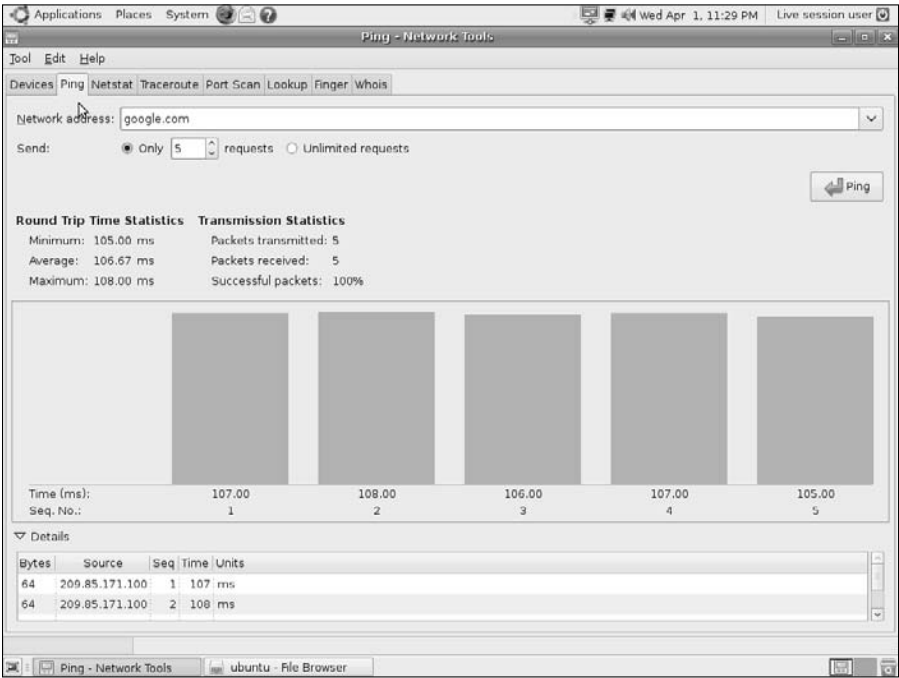 Applications Places System Wed Apr 1, 11:29 PM Live session user
Ping - Network Tools
Tool Edit Help
Devices Ping Netstat Traceroute Port Scan Lookup Finger Whois
Network address: google.com
Send: Only 5 requests Unlimited requests
Ping
Round Trip Time Statistics Transmission Statistics
Minimum: 105.00 ms Packets transmitted: 5
Average: 106.67 ms Packets received: 5
Maximum: 108.00 ms Successful packets: 100%
Time (ms): 107.00 108.00 106.00 107.00 105.00
Seq. No.: 1 2 3 4 5
Details
Bytes Source Seq Time Units
64 209.85.171.100 1 107 ms
64 209.85.171.100 2 108 ms
Ping - Network Tools ubuntu - File Browser